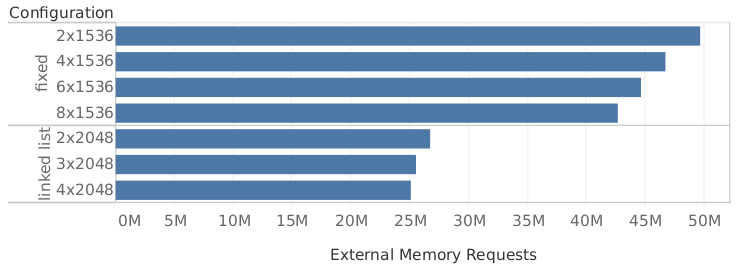 Configuration
fixed
2x1536
4x1536
6x1536
8x1536
linked list
2x2048
3x2048
4x2048
0M 5M 10M 15M 20M 25M 30M 35M 40M 45M 50M
External Memory Requests